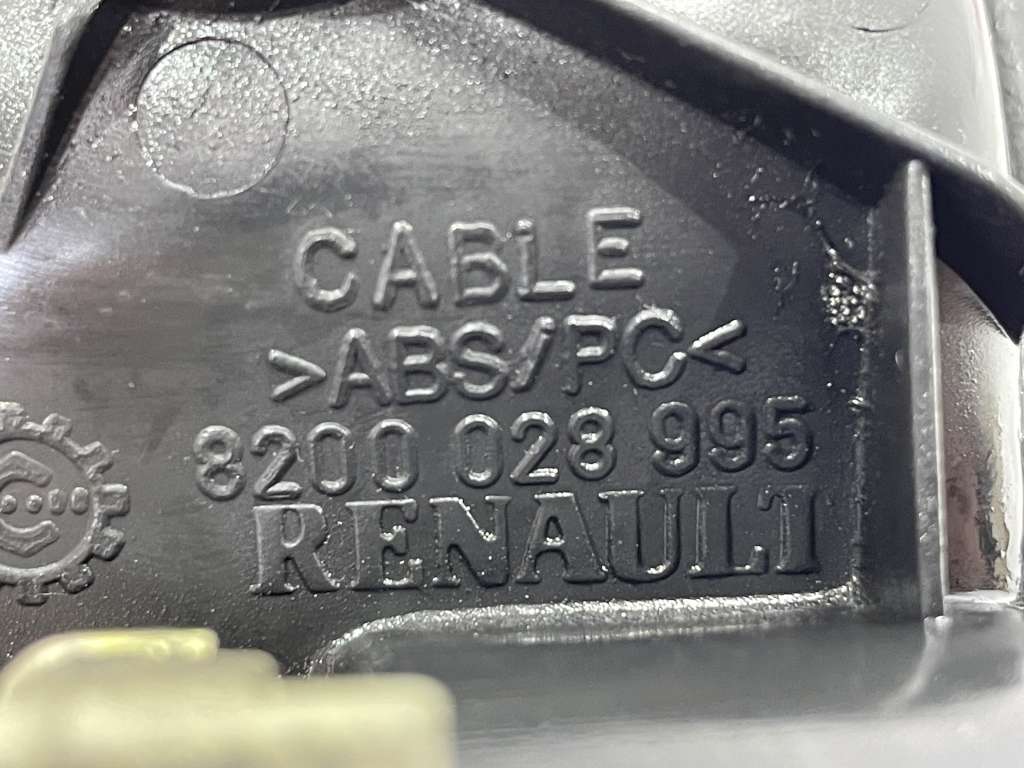 CABLE
>ABS/PC<
8200 028 995
RENAULT